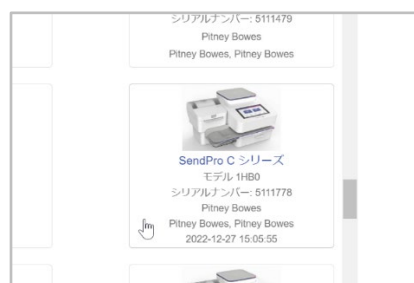 シリアルナンバー: 5111479
Pitney Bowes
Pitney Bowes, Pitney Bowes
SendPro C シリーズ
モデル 1HB0
シリアルナンバー: 5111778
Pitney Bowes
Pitney Bowes, Pitney Bowes
2022-12-27 15:05:55